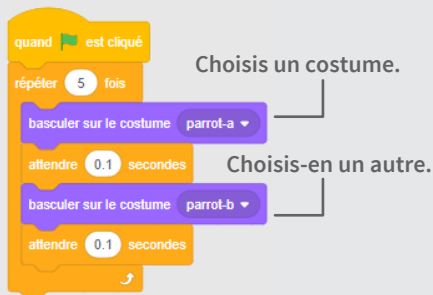 quand est cliqué
répéter 5 fois
Choisis un costume.
basculer sur le costume parrot-a
attendre 0.1 secondes
Choisis-en un autre.
basculer sur le costume parrot-b
attendre 0.1 secondes